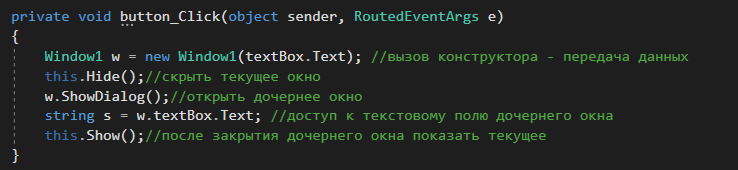 private void button_Click(object sender, RoutedEventArgs e)
{
Window1 w = new Window1(textBox.Text); //вызов конструктора - передача данных
this.Hide();//скрыть текущее окно
w.ShowDialog();//открыть дочернее окно
string s = w.textBox.Text; //доступ к текстовому полю дочернего окна
this.Show();//после закрытия дочернего окна показать текущее
}